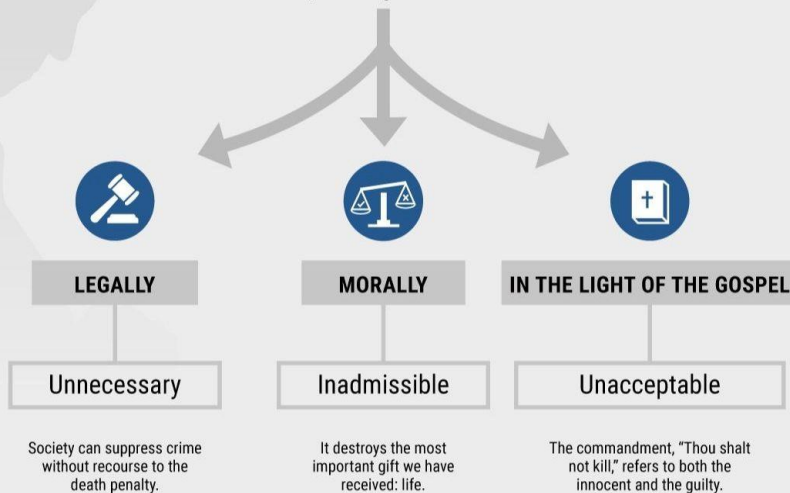 LEGALLY
MORALLY
IN THE LIGHT OF THE GOSPEL
Unnecessary
Inadmissible
Unacceptable
Society can suppress crime
without recourse to the
death penalty.
It destroys the most
important gift we have
received: life.
The commandment, “Thou shalt
not kill,” refers to both the
innocent and the guilty.